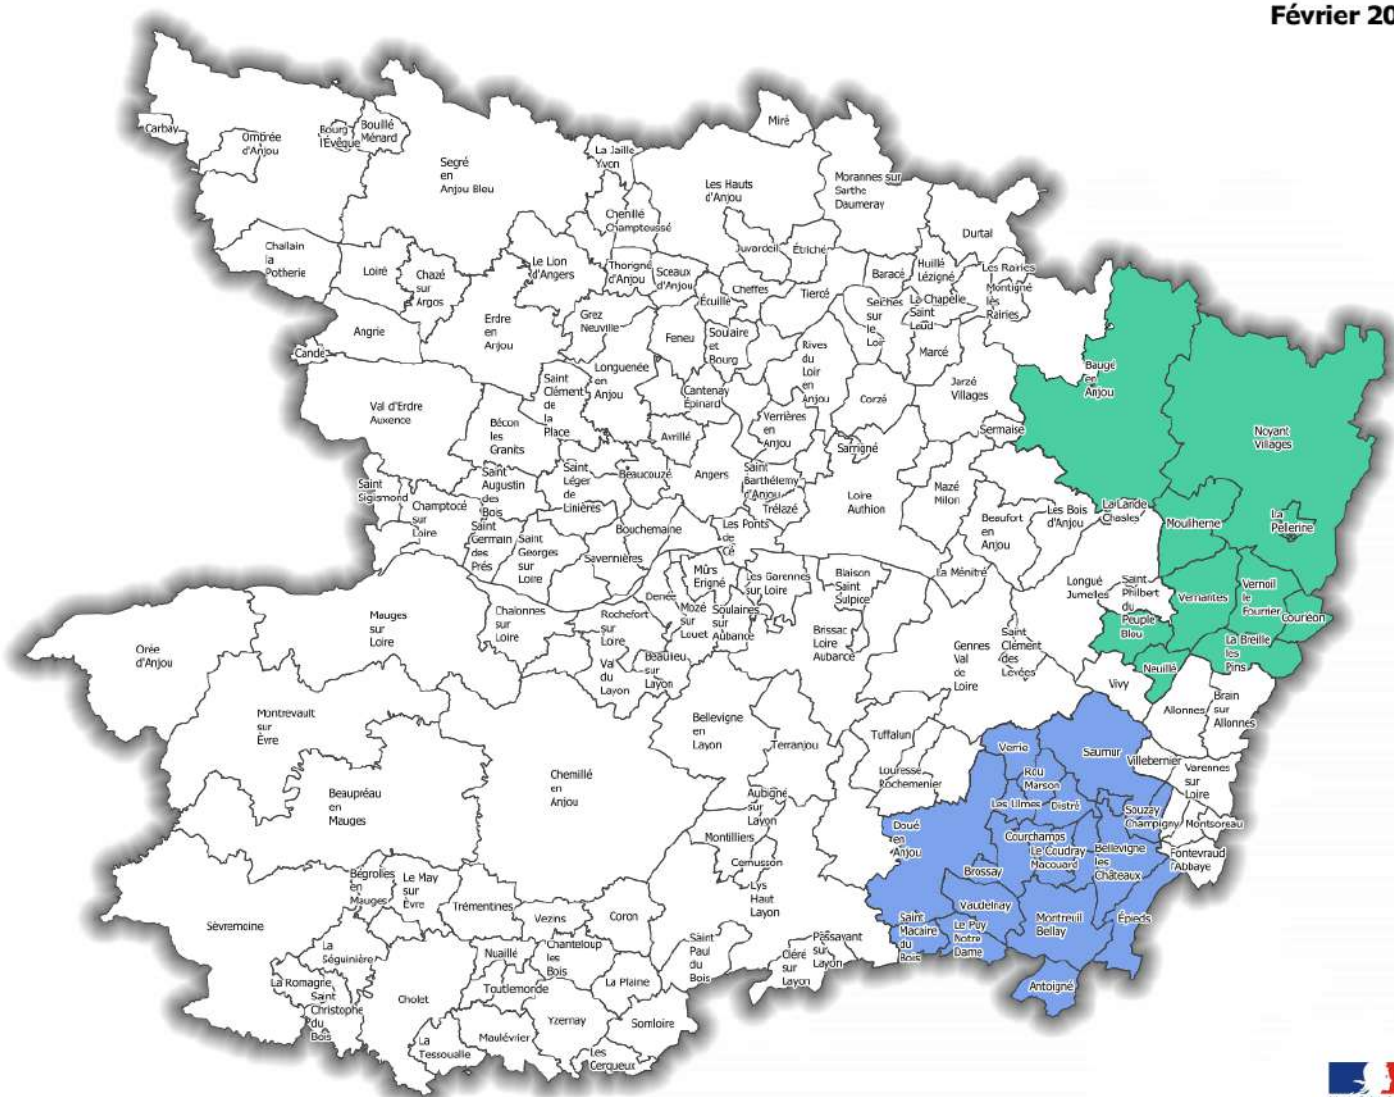 Février 20
Carbay
Ombrée
d'Anjou
Bourg
l'Évêque
Bouillé
Ménard
Segré
en
Anjou Bleu
La Jaille
Yvon
Miré
Les Hauts
d'Anjou
Morannes sur
Sarthe
Daumeray
Chenillé
Champteussé
Durtal
Challain
la
Potherie
Loiré
Chazé
sur
Argos
Le Lion
d'Angers
Thorigné
d'Anjou
Sceaux
d'Anjou
Juvardeil
Étriché
Baracé
Huillé
Lézigné
Les Rairies
Montigné
lès
Rairies
Écuillé
Cheffes
Tiercé
Seiches
sur
le
Loir
La Chapelle
Saint
Laud
Marcé
Angrie
Candé
Erdre
en
Anjou
Grez
Neuville
Feneu
Soulaire
et
Bourg
Rives
du
Loir en
Anjou
Baugé
en
Anjou
Noyant
Villages
Val d'Erdre
Auxence
Bécon
les
Granits
Saint
Clément
de
la
Place
Longuenée
en
Anjou
Cantenay
Épinard
Verrières
en
Anjou
Corzé
Jarzé
Villages
Sermaise
Avrillé
Sarrigné
Saint
Sigismond
Champtocé
sur
Loire
Saint
Augustin
des
Bois
Saint
Léger
de
Linières
Beaucouzé
Angers
Saint
Barthélemy
d'Anjou
Trélazé
Loire
Authion
Mazé
Milon
Beaufort
en
Anjou
Les Bois
d'Anjou
La Lande
Chasles
Mouliherne
La
Pellerine
Saint
Germain
des
Prés
Saint
Georges
sur
Loire
Savennières
Bouchemaine
Les Ponts
de
Cé
La Ménitré
Mûrs
Erigné
Les Garennes
sur Loire
Blaison
Saint
Sulpice
Longué
Jumelles
Saint
Philbert
du
Peuple
Blou
Vernantes
Vernoil
le
Fourrier
Courléon
La Breille
les
Pins
Neuillé
Orée
d'Anjou
Mauges
sur
Loire
Chalonnes
sur
Loire
Denée
Rochefort
sur
Loire
Mozé
sur
Louet
Soulaines
sur
Aubance
Val
du
Layon
Beaulieu
sur
Layon
Brissac
Loire
Aubance
Gennes
Val
de
Loire
Saint
Clément
des
Levées
Vivy
Allonnes
Brain
sur
Allonnes
Montrevault
sur
Èvre
Bellevigne
en
Layon
Terranjou
Tuffalun
Louresse
Rochemenier
Verrie
Saumur
Villebernier
Varennes
sur
Loire
Rou
Marson
Beaupréau
en
Mauges
Chemillé
en
Anjou
Aubigné
sur
Layon
Les Ulmes
Distré
Souzay
Champigny
Montsoreau
Montilliers
Cernusson
Lys
Haut
Layon
Doué
en
Anjou
Courchamps
Le Coudray
Macouard
Bellevigne
les
Châteaux
Fontevraud
l'Abbaye
Brossay
Sèvremoine
Bégrolles
en
Mauges
Le May
sur
Èvre
Trémentines
Vezins
Coron
Vaudelnay
Saint
Macaire
du
Bois
Le Puy
Notre
Dame
Montreuil
Bellay
Épieds
Antoigné
La
Séguinière
Nuaillé
Chanteloup
les
Bois
Saint
Paul
du
Bois
Cléré
sur
Layon
Passavant
sur
Layon
La Romagne
Saint
Christophe
du
Bois
Cholet
Toutlemonde
La Plaine
Yzernay
Somloire
La
Tessoualle
Maulévrier
Les
Cerqueux